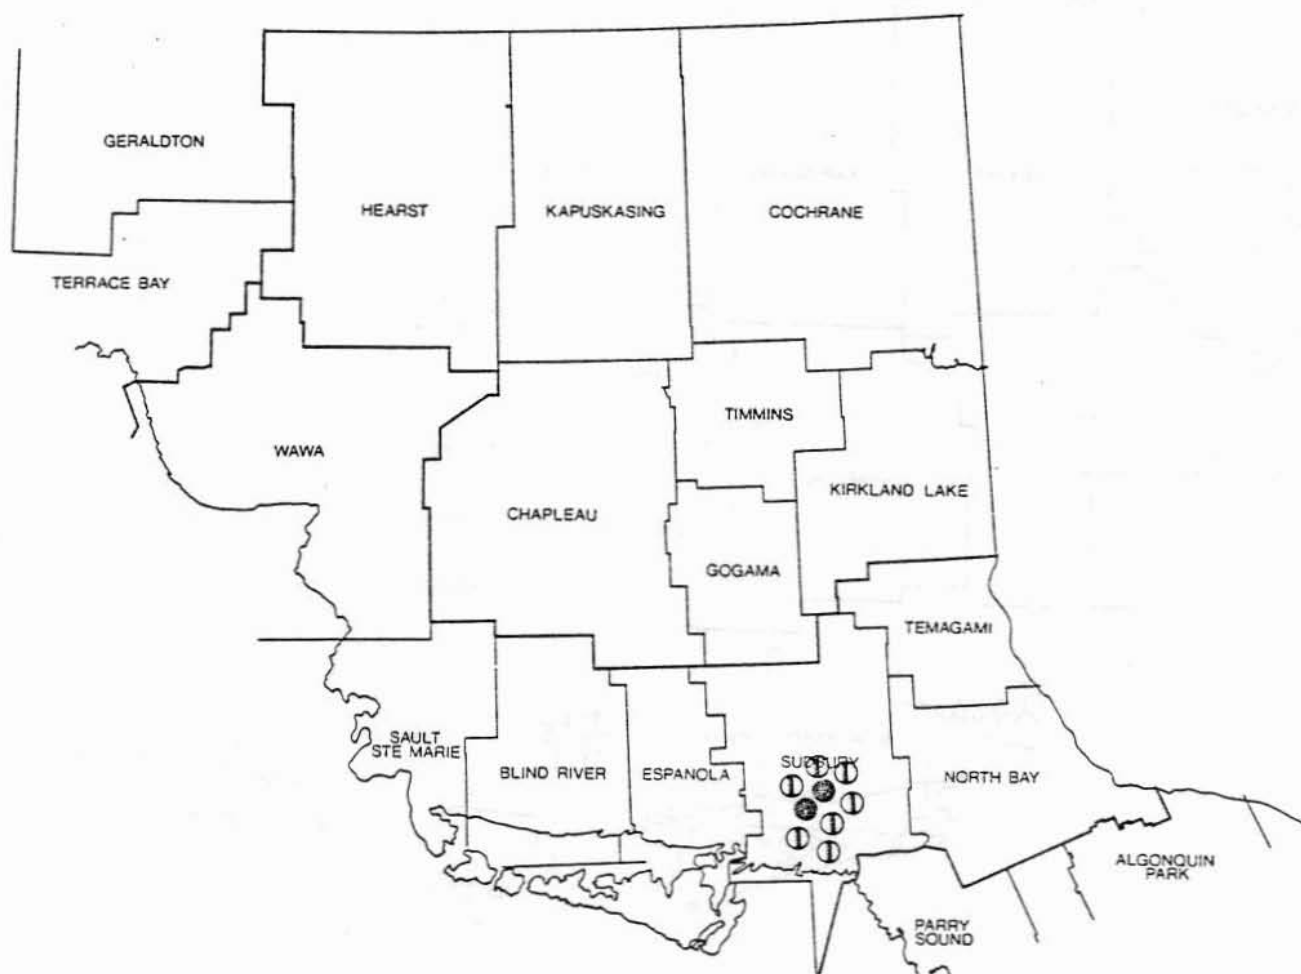 GERALDTON
HEARST
KAPUSKASING
COCHRANE
TERRACE BAY
TIMMINS
WAWA
KIRKLAND LAKE
CHAPLEAU
GOGAMA
TEMAGAMI
SAULT
STE MARIE
BLIND RIVER
ESPANOLA
SUDBURY
NORTH BAY
ALGONQUIN
PARK
PARRY
SOUND